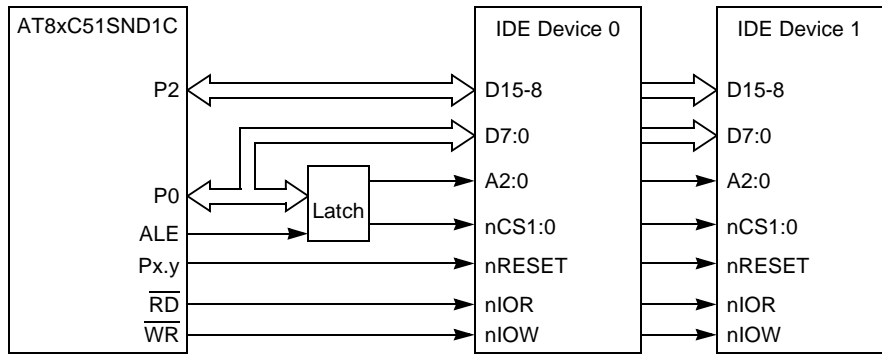 AT8xC51SND1C
IDE Device 0
IDE Device 1
P2
D15-8
D15-8
D7:0
D7:0
P0
Latch
A2:0
A2:0
ALE
nCS1:0
nCS1:0
Px.y
nRESET
nRESET
RD
nIOR
nIOR
WR
nIOW
nIOW